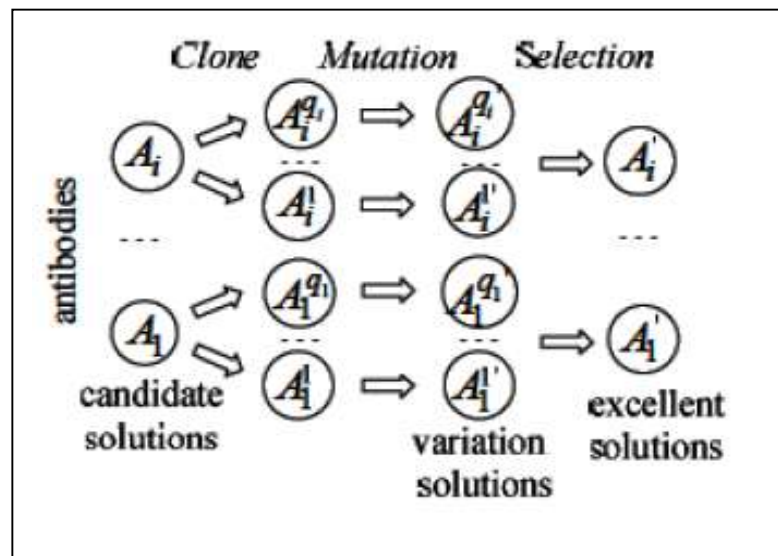 Clone Mutation Selection
A_i^{q_i} A_i^{q_i'}
A_i --- --- A_i'
A_i^1 A_i^{1'}
antibodies
--- ---
A_1^{q_1} A_1^{q_1'}
A_1 --- --- A_1'
A_1^1 A_1^{1'}
candidate
solutions
variation
solutions
excellent
solutions